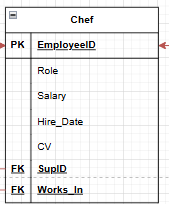 Chef
PK EmployeeID
Role
Salary
Hire_Date
CV
FK SupID
FK Works_In